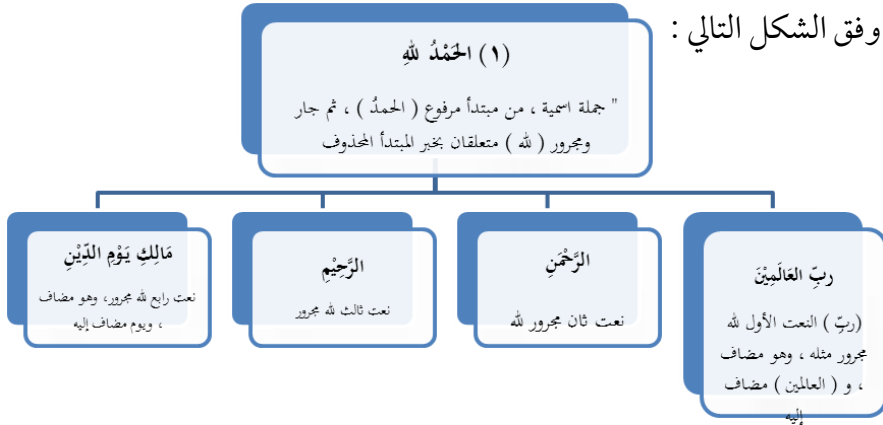 وفق الشكل التالي :
(١) الحَمْدُ للهِ
" جملة اسمية ، من مبتدأ مرفوع ( الحمدُ ) ، ثم جار
ومجرور ( لله ) متعلقان بخبر المبتدأ المحذوف
ربِّ العَالَمِيْنَ
(ربِّ ) النعت الأول لله
مجرور مثله ، وهو مضاف
، و ( العالمين ) مضاف
إليه
الرَّحْمَنِ
نعت ثان مجرور لله
الرَّحِيْمِ
نعت ثالث لله مجرور
مَالِكِ يَوْمِ الدِّيْنِ
نعت رابع لله مجرور، وهو مضاف
، ويوم مضاف إليه